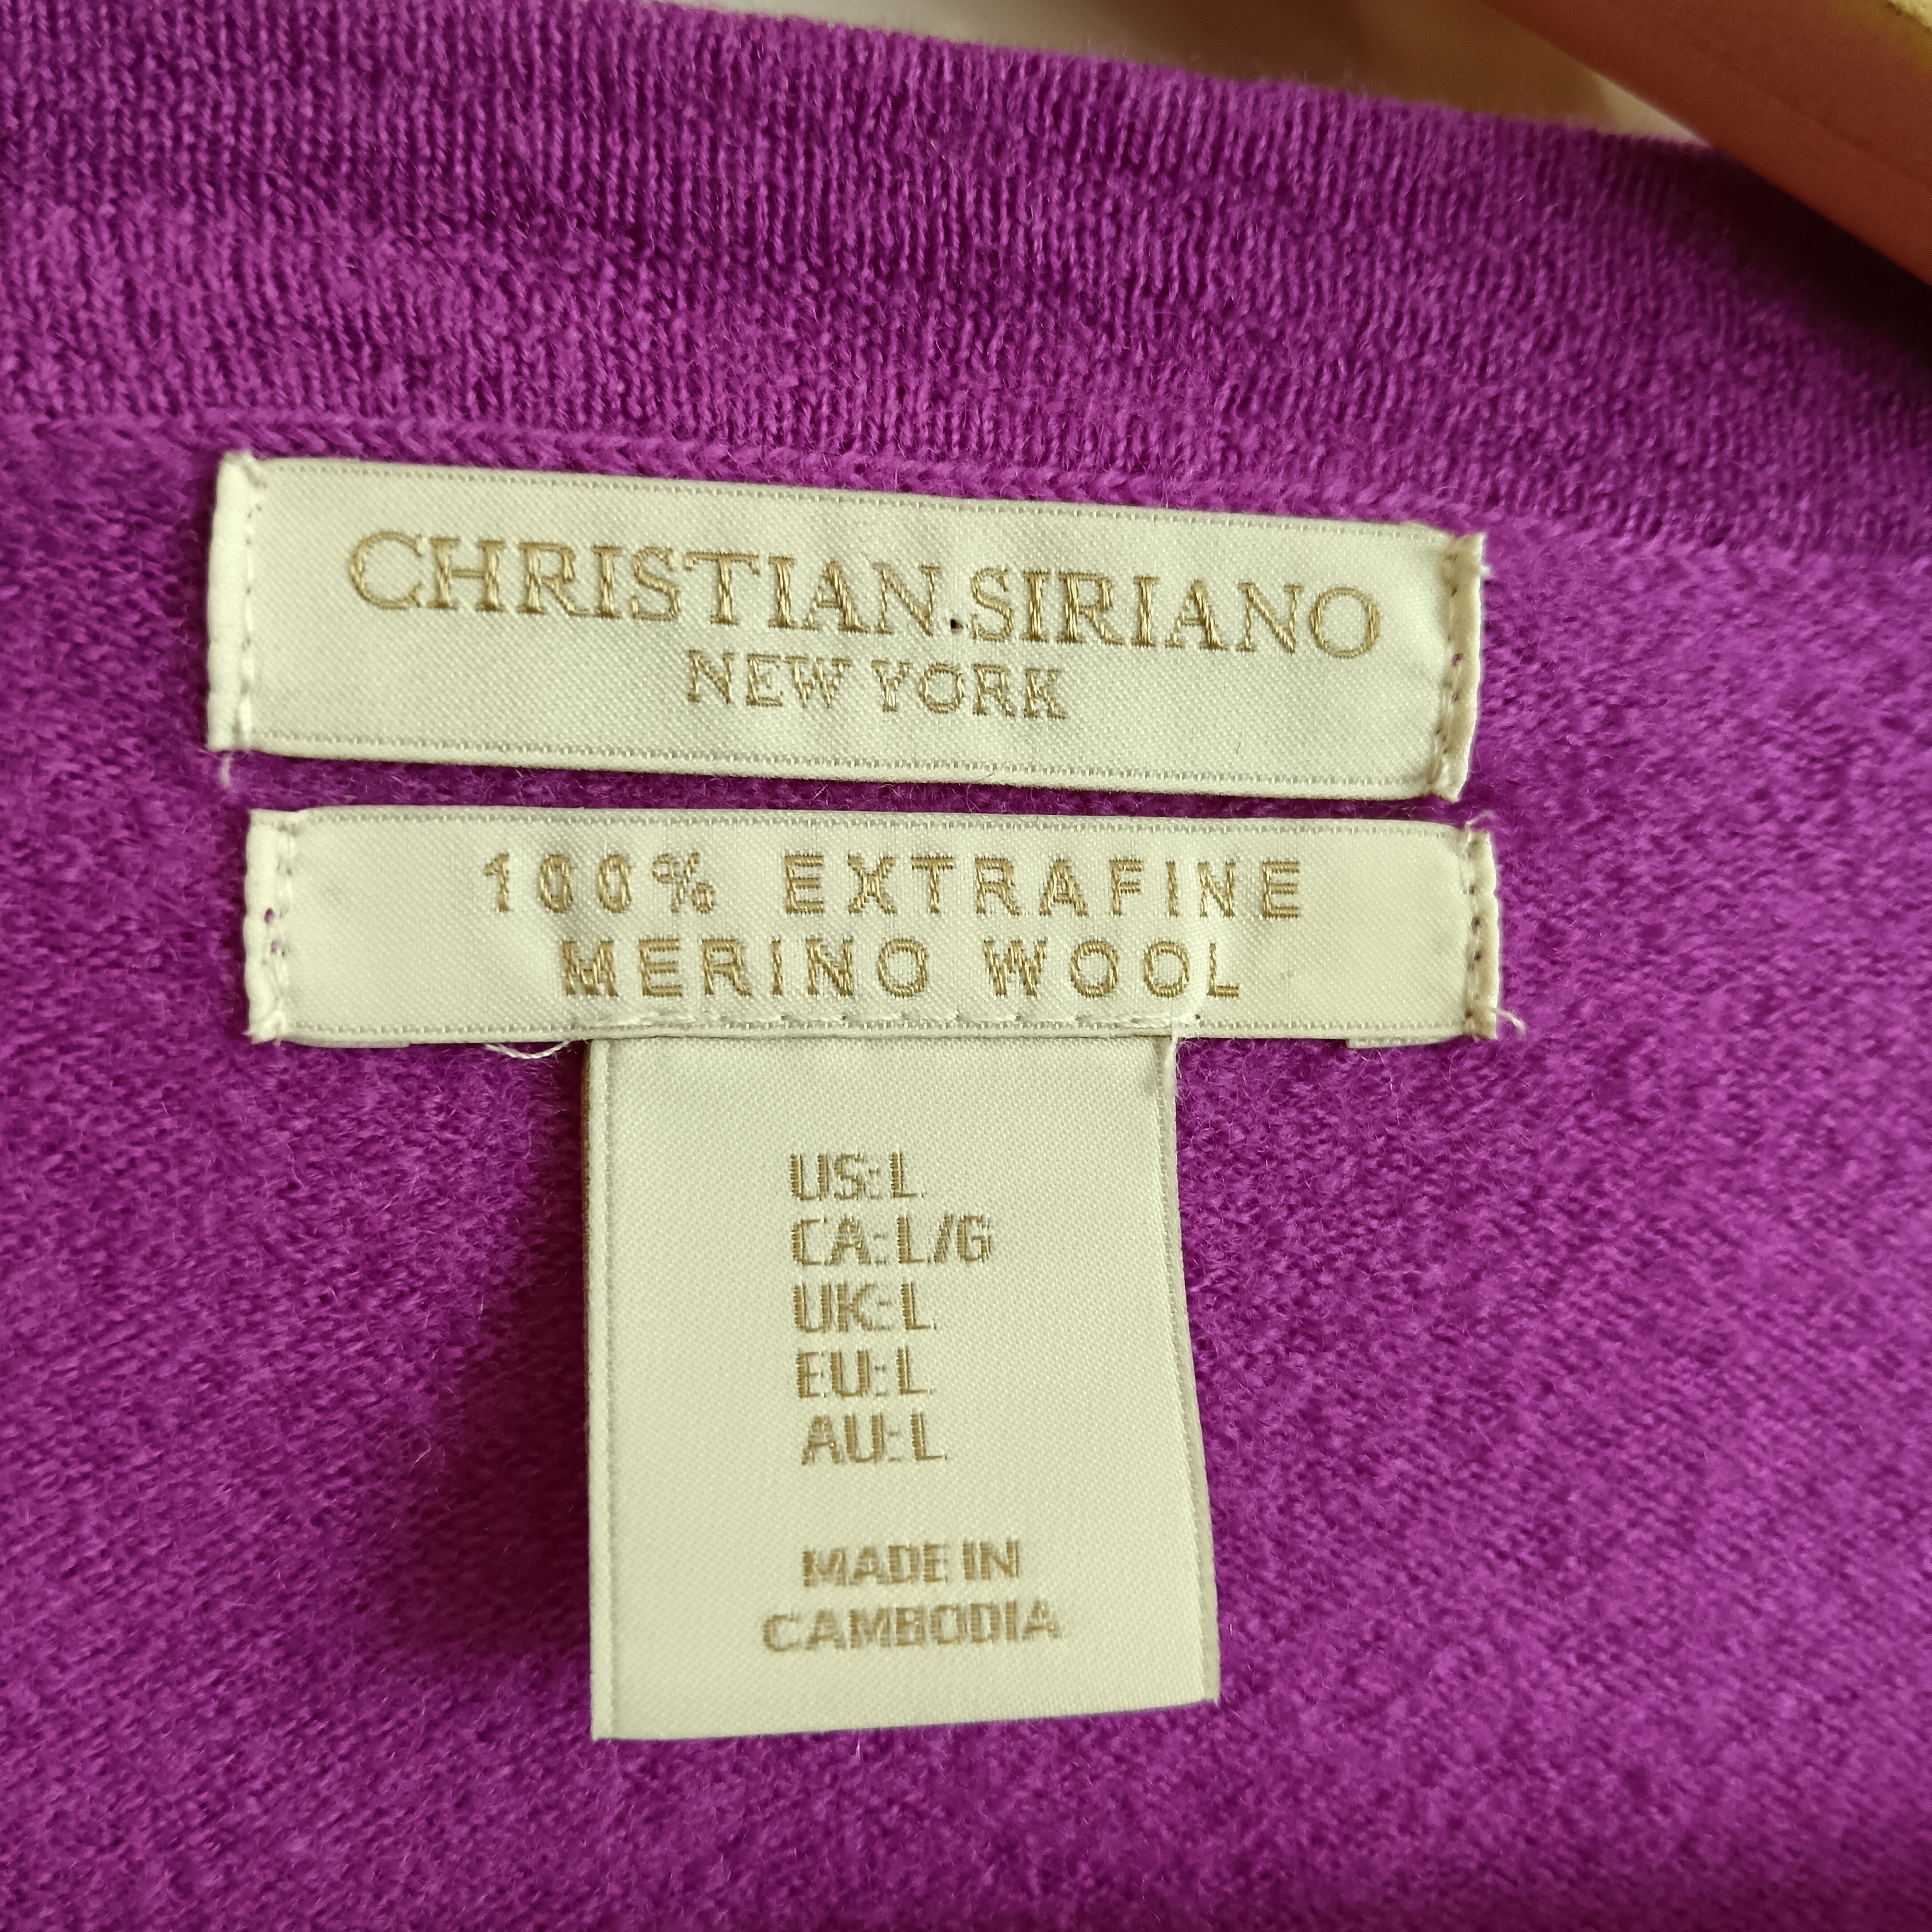 CHRISTIAN SIRIANO
NEW YORK
100% EXTRAFINE
MERINO WOOL
US:L
CA:L/G
UK:L
EU:L
AU:L
MADE IN
CAMBODIA